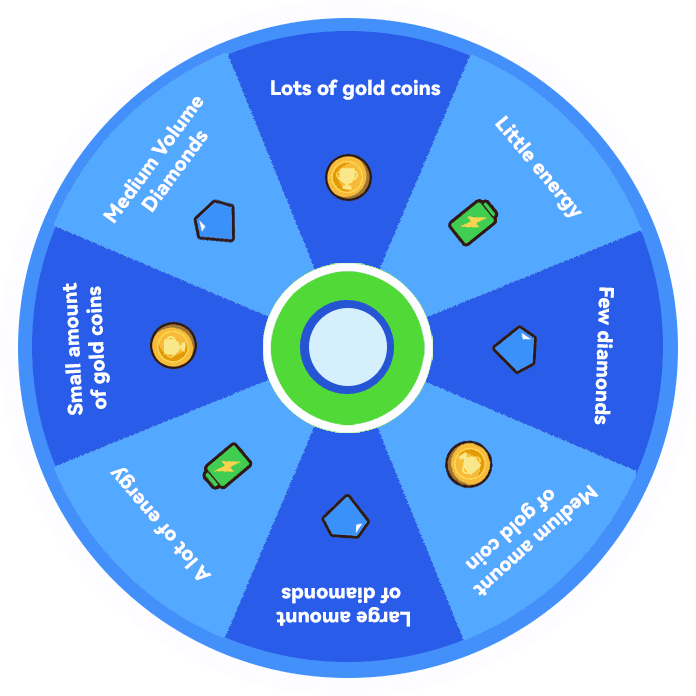 Lots of gold coins
Little energy
Few diamonds
Medium amount
of gold coin
Large amount
of diamonds
A lot of energy
Small amount
of gold coins
Medium Volume
Diamonds